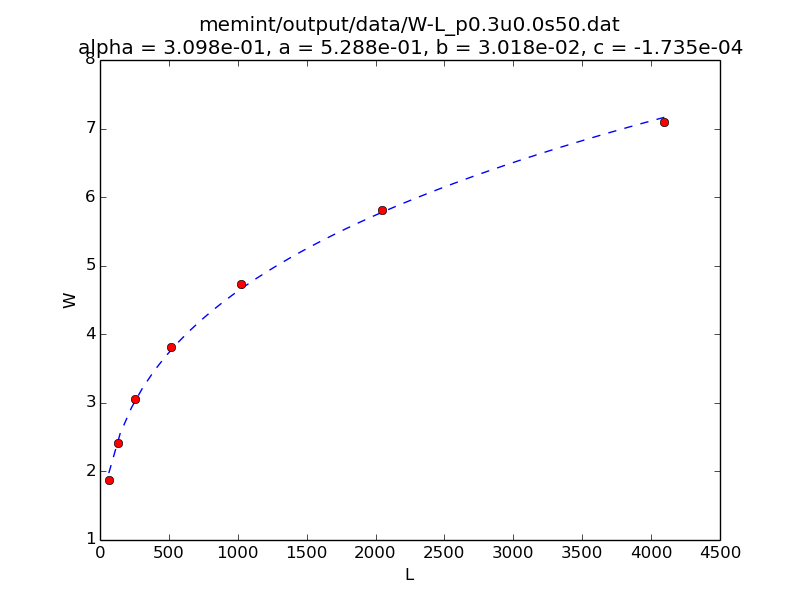 memint/output/data/W-L_p0.3u0.0s50.dat
alpha = 3.098e-01, a = 5.288e-01, b = 3.018e-02, c = -1.735e-04
8
7
6
5
4
3
2
1
W
0 500 1000 1500 2000 2500 3000 3500 4000 4500
L